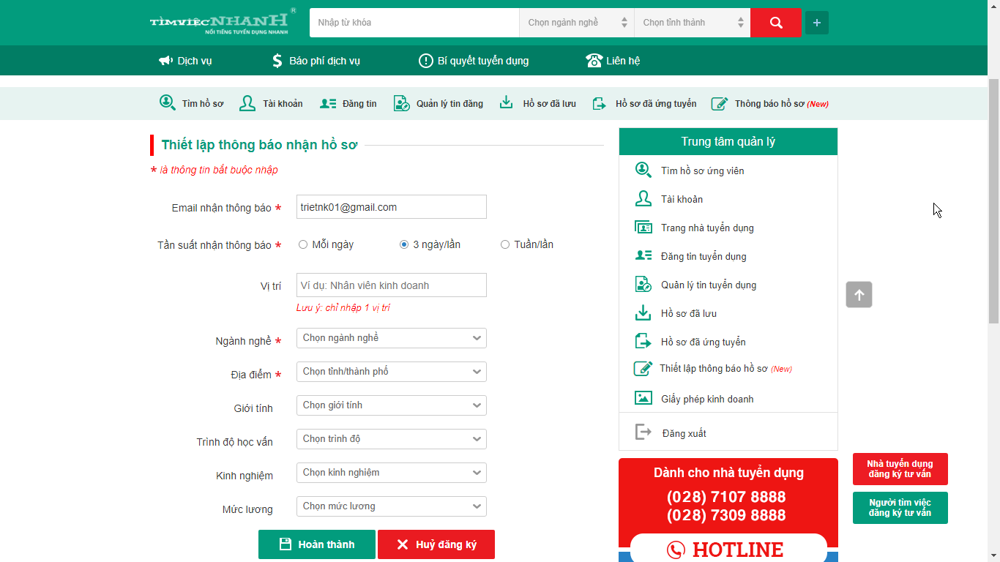 TÌMVIỆCNHANH ®
NỔI TIẾNG TUYỂN DỤNG NHANH
Nhập từ khóa
Chọn ngành nghề
Chọn tỉnh thành
+
Dịch vụ
Báo phí dịch vụ
Bí quyết tuyển dụng
Liên hệ
Tìm hồ sơ
Tài khoản
Đăng tin
Quản lý tin đăng
Hồ sơ đã lưu
Hồ sơ đã ứng tuyển
Thông báo hồ sơ (New)
Thiết lập thông báo nhận hồ sơ
* là thông tin bắt buộc nhập
Email nhận thông báo *
trietnk01@gmail.com
Tần suất nhận thông báo *
Mỗi ngày
3 ngày/lần
Tuần/lần
Vị trí
Ví dụ: Nhân viên kinh doanh
Lưu ý: chỉ nhập 1 vị trí
Ngành nghề *
Chọn ngành nghề
Địa điểm *
Chọn tỉnh/thành phố
Giới tính
Chọn giới tính
Trình độ học vấn
Chọn trình độ
Kinh nghiệm
Chọn kinh nghiệm
Mức lương
Chọn mức lương
Hoàn thành
Huỷ đăng ký
Trung tâm quản lý
Tìm hồ sơ ứng viên
Tài khoản
Trang nhà tuyển dụng
Đăng tin tuyển dụng
Quản lý tin tuyển dụng
Hồ sơ đã lưu
Hồ sơ đã ứng tuyển
Thiết lập thông báo hồ sơ (New)
Giấy phép kinh doanh
Đăng xuất
Dành cho nhà tuyển dụng
(028) 7107 8888
(028) 7309 8888
HOTLINE
Nhà tuyển dụng
đăng ký tư vấn
Người tìm việc
đăng ký tư vấn